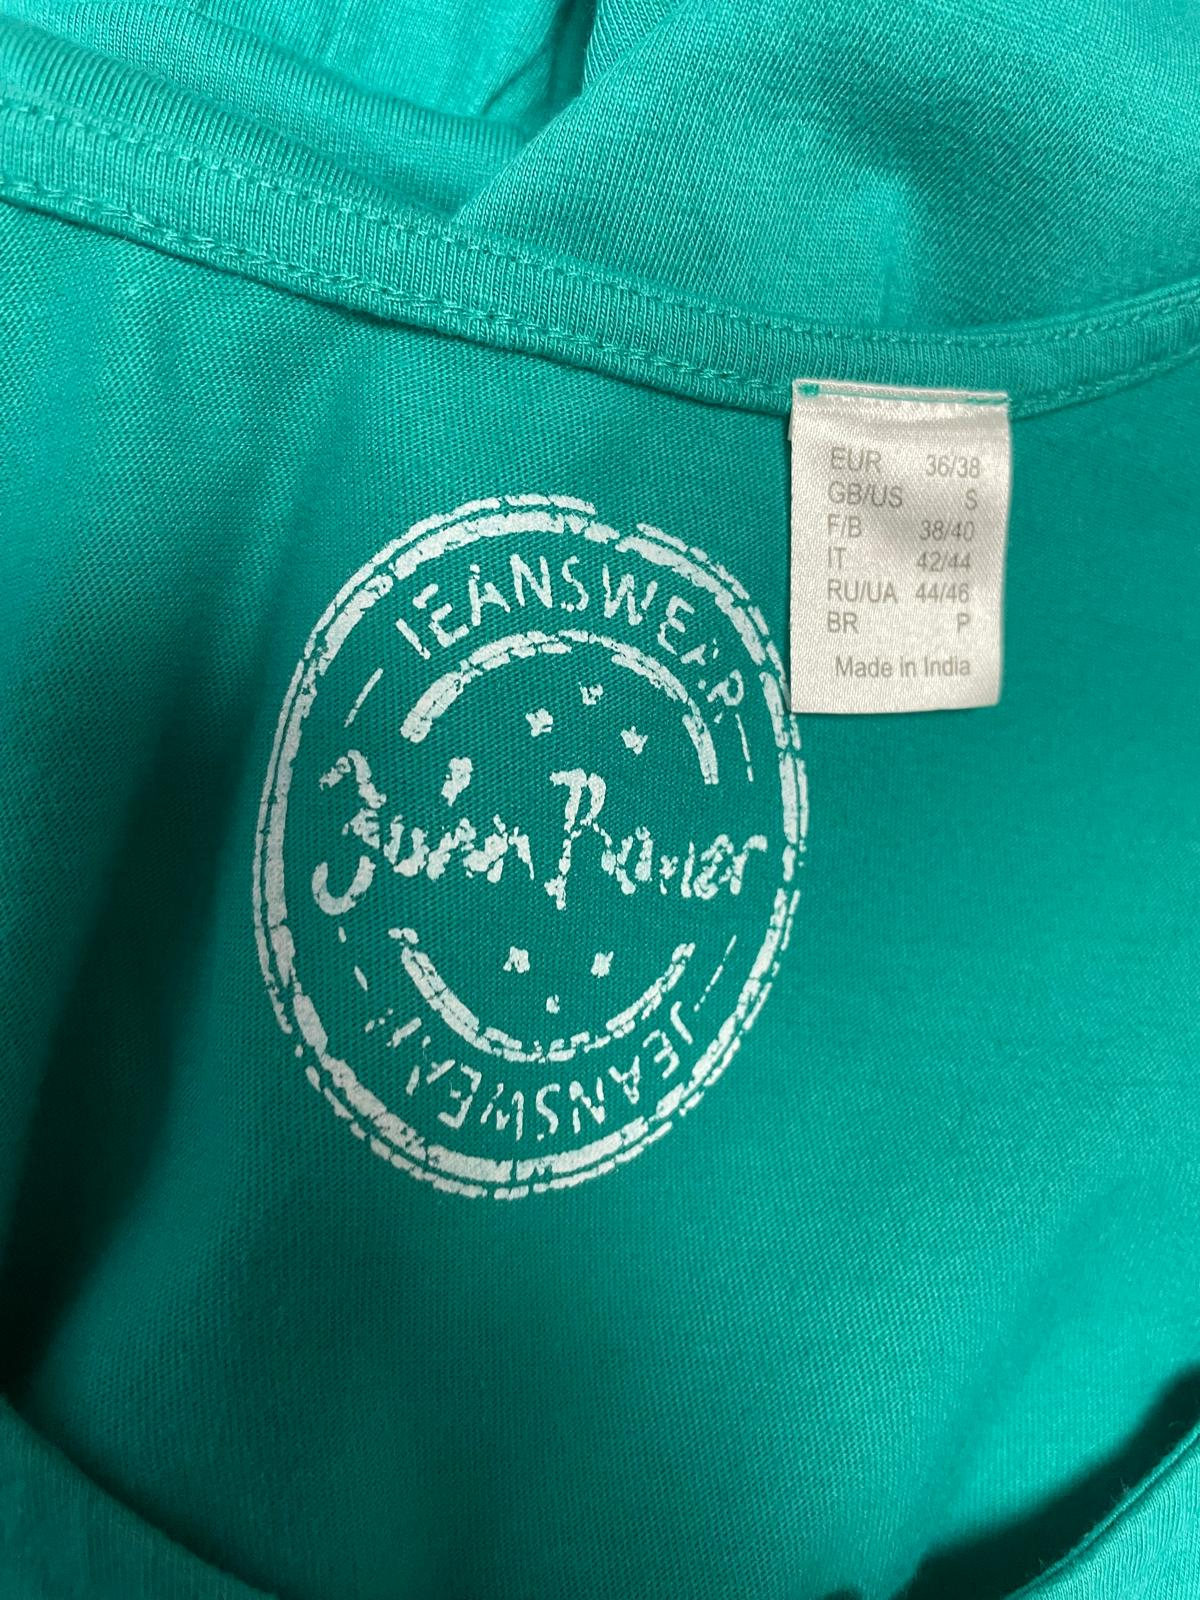 JEANSWEAR
John Baner
JEANSWEAR
EUR 36/38
GB/US S
F/B 38/40
IT 42/44
RU/UA 44/46
BR P
Made in India